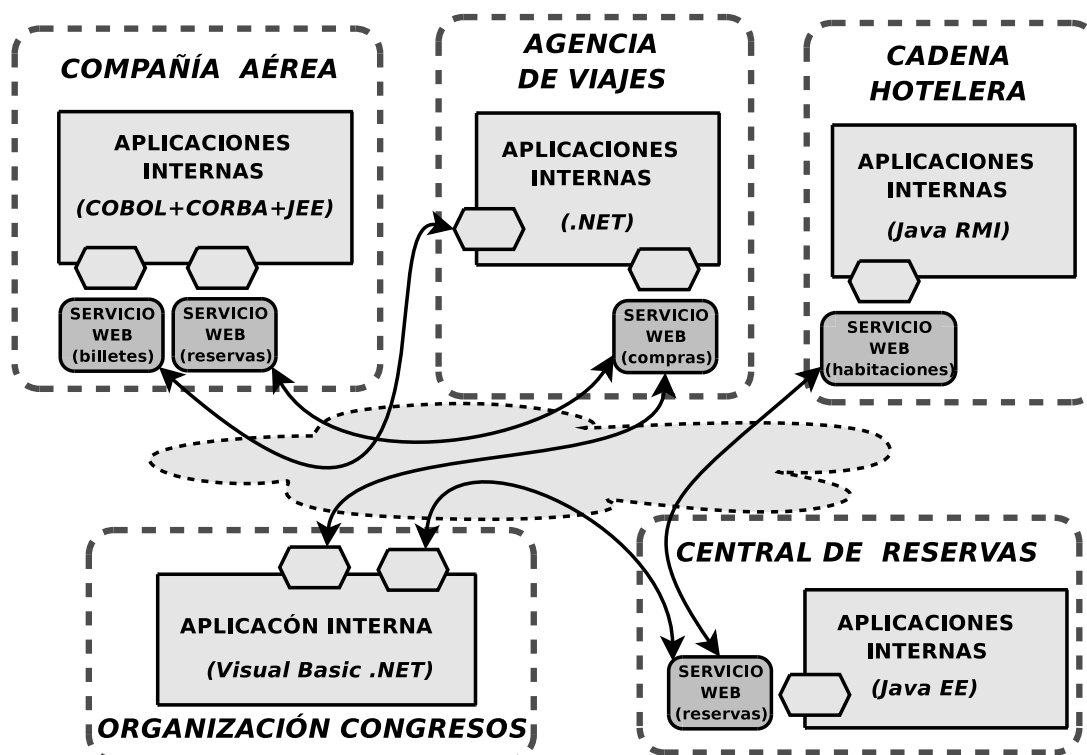 COMPAÑÍA AÉREA
APLICACIONES
INTERNAS
(COBOL+CORBA+JEE)
SERVICIO
WEB
(billetes)
SERVICIO
WEB
(reservas)
AGENCIA
DE VIAJES
APLICACIONES
INTERNAS
(.NET)
SERVICIO
WEB
(compras)
CADENA
HOTELERA
APLICACIONES
INTERNAS
(Java RMI)
SERVICIO
WEB
(habitaciones)
APLICACÓN INTERNA
(Visual Basic .NET)
ORGANIZACIÓN CONGRESOS
CENTRAL DE RESERVAS
APLICACIONES
INTERNAS
(Java EE)
SERVICIO
WEB
(reservas)